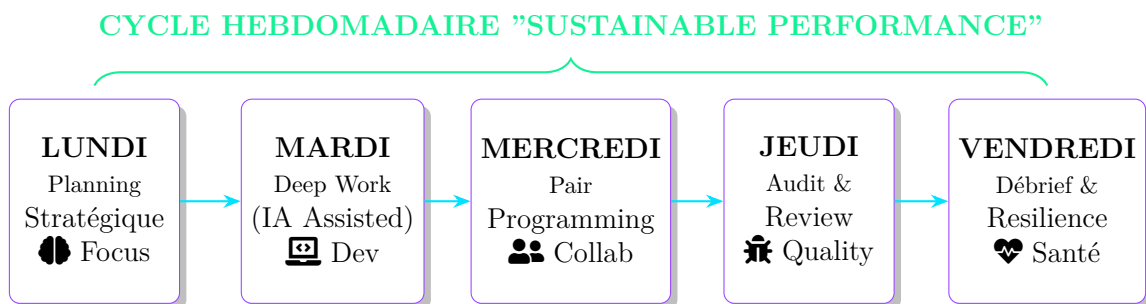 CYCLE HEBDOMADAIRE "SUSTAINABLE PERFORMANCE"
LUNDI
Planning
Stratégique
Focus
MARDI
Deep Work
(IA Assisted)
Dev
MERCREDI
Pair
Programming
Collab
JEUDI
Audit &
Review
Quality
VENDREDI
Débrief &
Resilience
Santé